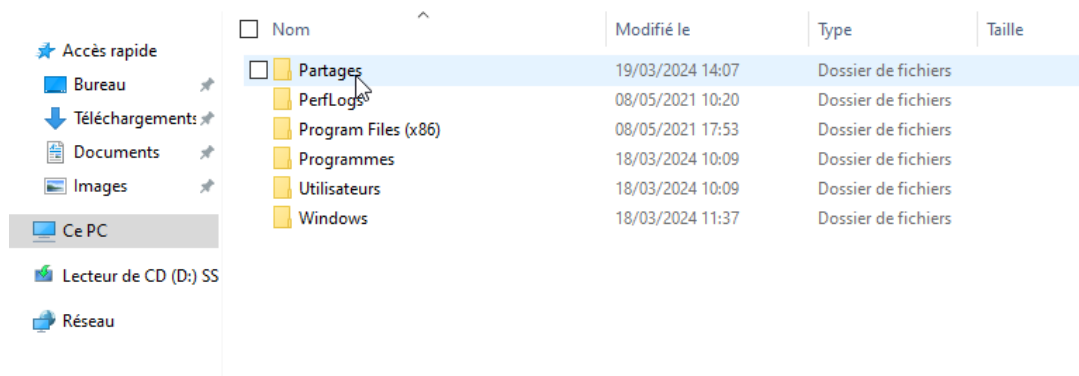 Nom Modifié le Type Taille
Accès rapide
Bureau
Téléchargements
Documents
Images
Ce PC
Lecteur de CD (D:) SS
Réseau
Partages 19/03/2024 14:07 Dossier de fichiers
PerfLogs 08/05/2021 10:20 Dossier de fichiers
Program Files (x86) 08/05/2021 17:53 Dossier de fichiers
Programmes 18/03/2024 10:09 Dossier de fichiers
Utilisateurs 18/03/2024 10:09 Dossier de fichiers
Windows 18/03/2024 11:37 Dossier de fichiers